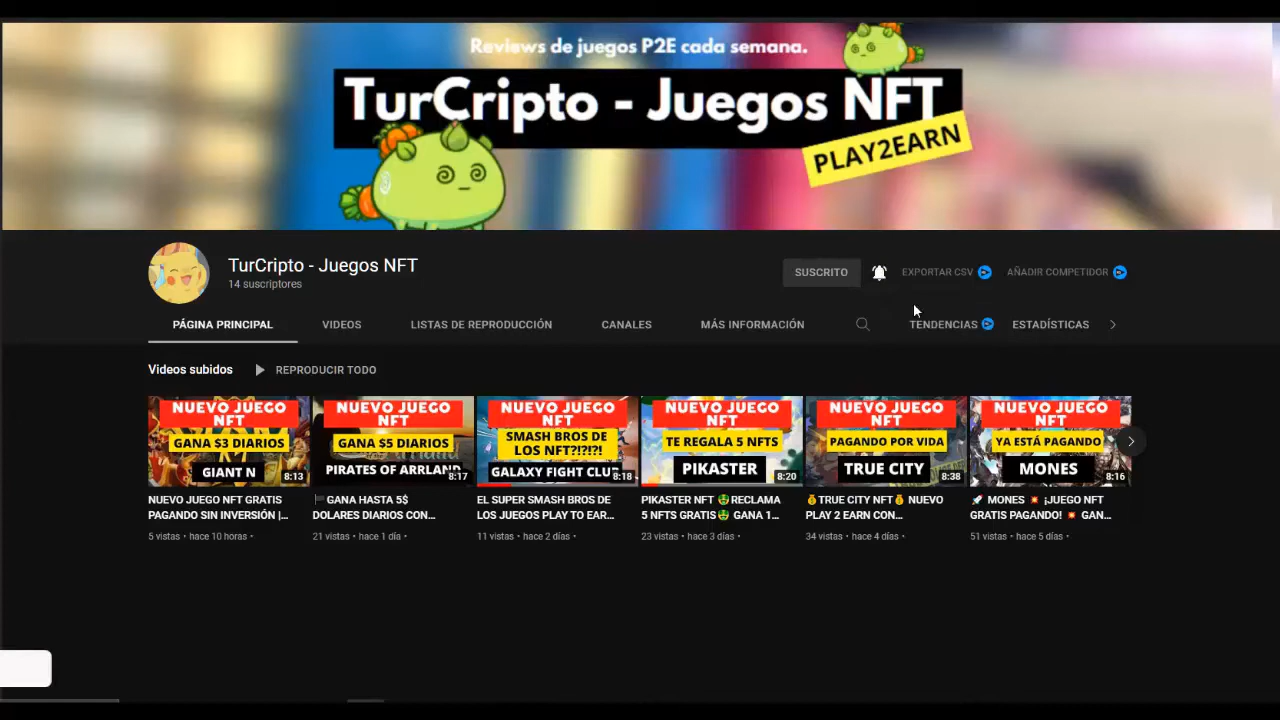 Reviews de juegos P2E cada semana.
TurCripto - Juegos NFT
PLAY2EARN
TurCripto - Juegos NFT
14 suscriptores
SUSCRITO
EXPORTAR CSV
AÑADIR COMPETIDOR
PÁGINA PRINCIPAL
VIDEOS
LISTAS DE REPRODUCCIÓN
CANALES
MÁS INFORMACIÓN
TENDENCIAS
ESTADÍSTICAS
Videos subidos
REPRODUCIR TODO
NUEVO JUEGO
NFT
GANA $3 DIARIOS
GIANT N
8:13
NUEVO JUEGO NFT GRATIS
PAGANDO SIN INVERSIÓN |...
5 vistas • hace 10 horas •
NUEVO JUEGO
NFT
GANA $5 DIARIOS
PIRATES OF ARRLAND
8:17
🏴GANA HASTA 5$
DOLARES DIARIOS CON...
21 vistas • hace 1 día •
NUEVO JUEGO
NFT
SMASH BROS DE
LOS NFT?!?!?!
GALAXY FIGHT CLUB
8:18
EL SUPER SMASH BROS DE
LOS JUEGOS PLAY TO EAR...
11 vistas • hace 2 días •
NUEVO JUEGO
NFT
TE REGALA 5 NFTS
PIKASTER
8:20
PIKASTER NFT 🤑RECLAMA
5 NFTS GRATIS🤑 GANA 1...
23 vistas • hace 3 días •
NUEVO JUEGO
NFT
PAGANDO POR VIDA
TRUE CITY
8:38
💰TRUE CITY NFT💰 NUEVO
PLAY 2 EARN CON...
34 vistas • hace 4 días •
NUEVO JUEGO
NFT
YA ESTÁ PAGANDO
MONES
8:16
🚀 MONES 💥 ¡JUEGO NFT
GRATIS PAGANDO! 💥 GAN...
51 vistas • hace 5 días •